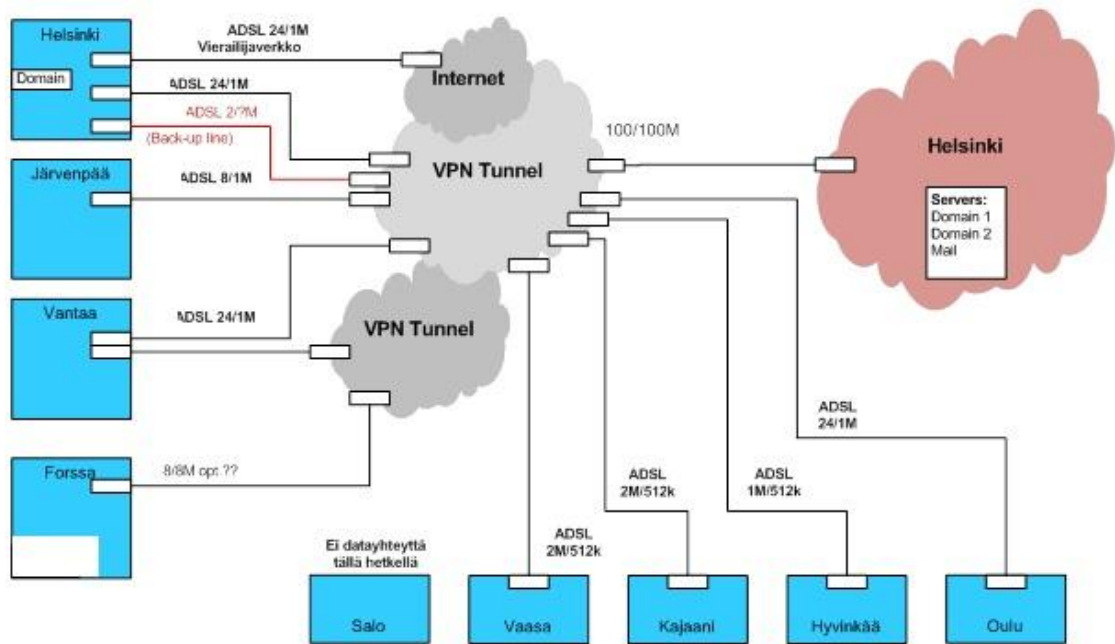 Helsinki
Domain
ADSL 24/1M
Vierailijaverkko
ADSL 24/1M
ADSL 2/?M
(Back-up line)
Internet
VPN Tunnel
100/100M
Helsinki
Servers:
Domain 1
Domain 2
Mail
Järvenpää
ADSL 8/1M
Vantaa
ADSL 24/1M
VPN Tunnel
Forssa
8/8M opt.??
ADSL
24/1M
ADSL
2M/512k
ADSL
1M/512k
ADSL
2M/512k
Ei datayhteyttä
tällä hetkellä
Salo
Vaasa
Kajaani
Hyvinkää
Oulu